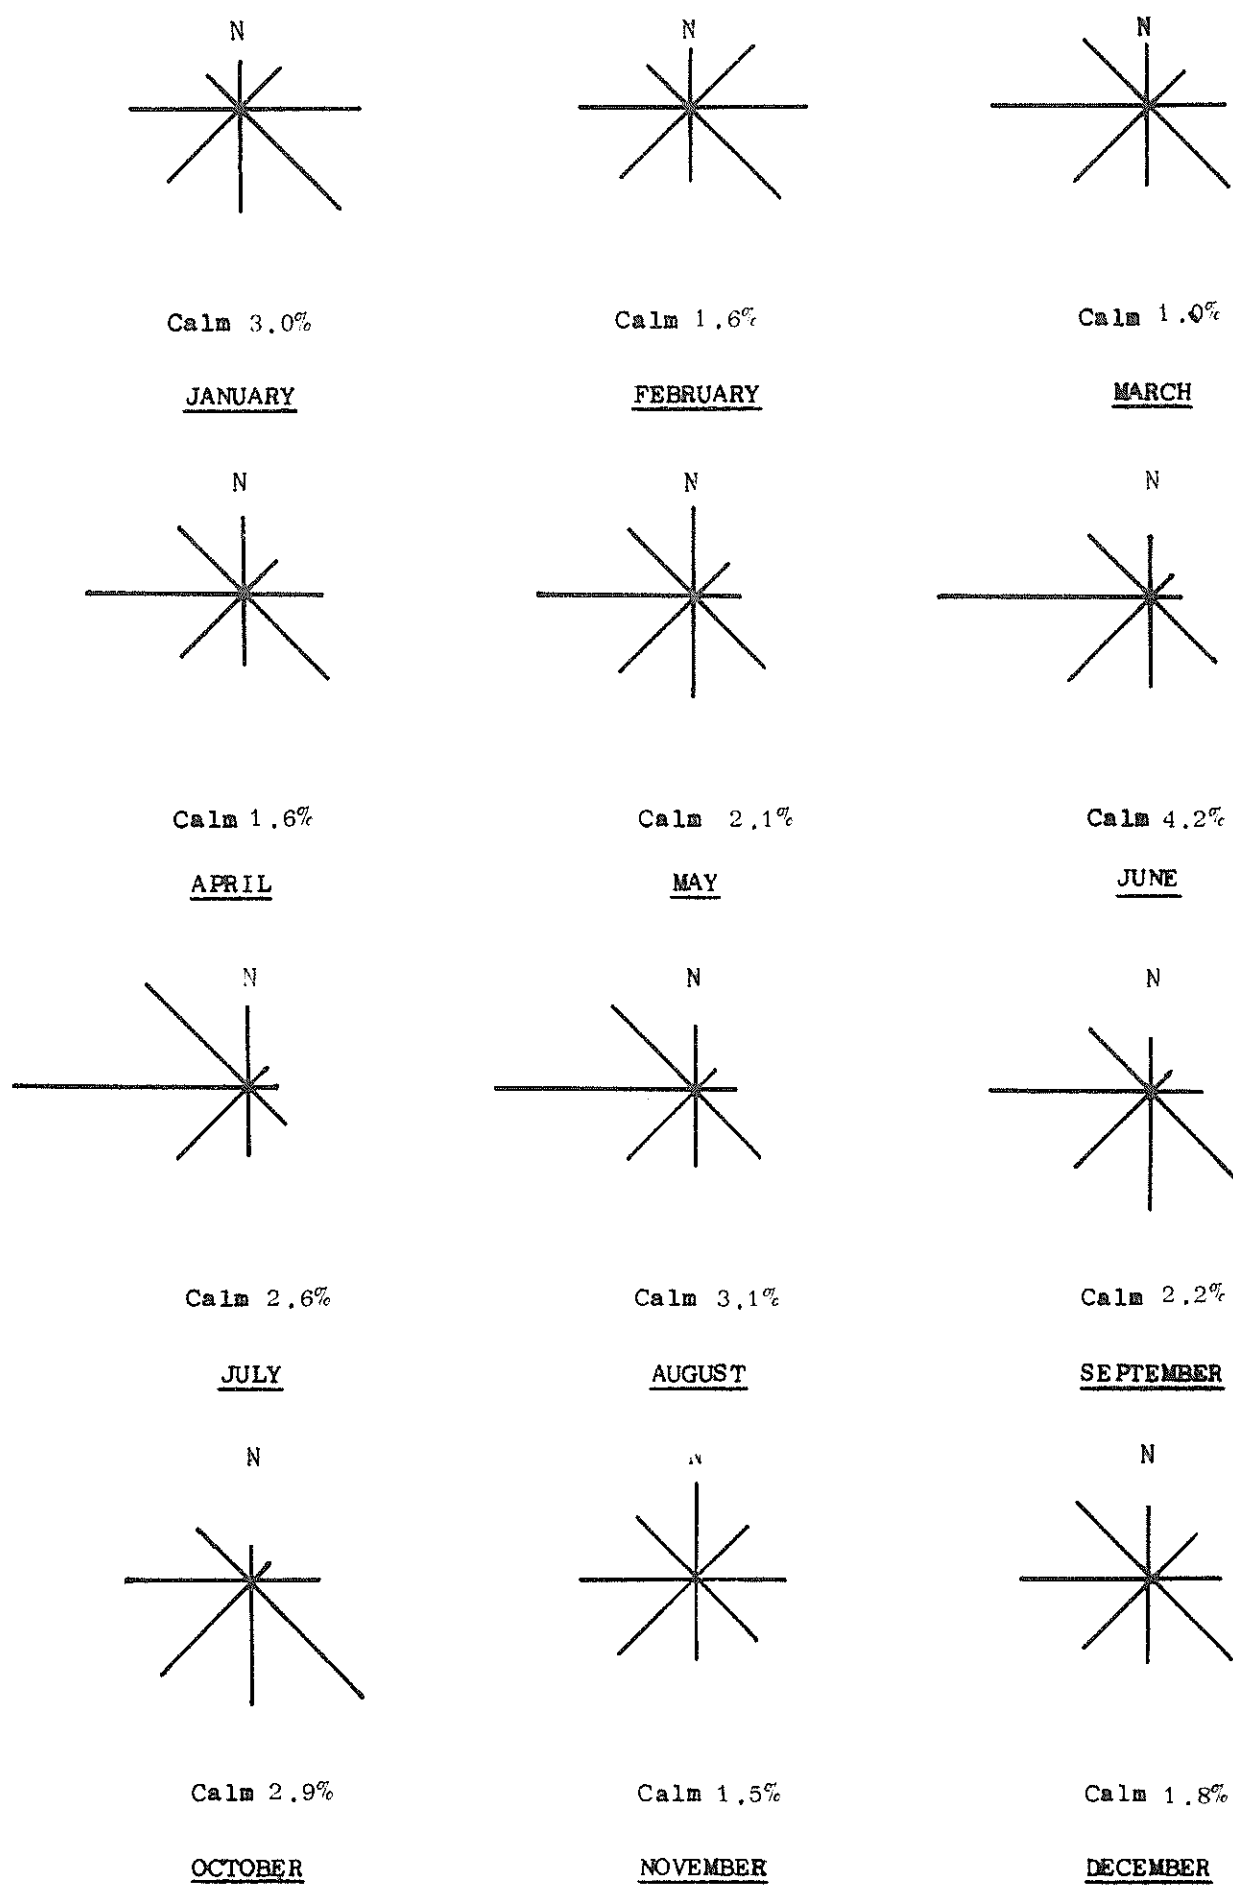 N N N
Calm 3.0% Calm 1.6% Calm 1.0%
JANUARY FEBRUARY MARCH
N N N
Calm 1.6% Calm 2.1% Calm 4.2%
APRIL MAY JUNE
N N N
Calm 2.6% Calm 3.1% Calm 2.2%
JULY AUGUST SEPTEMBER
N N N
Calm 2.9% Calm 1.5% Calm 1.8%
OCTOBER NOVEMBER DECEMBER